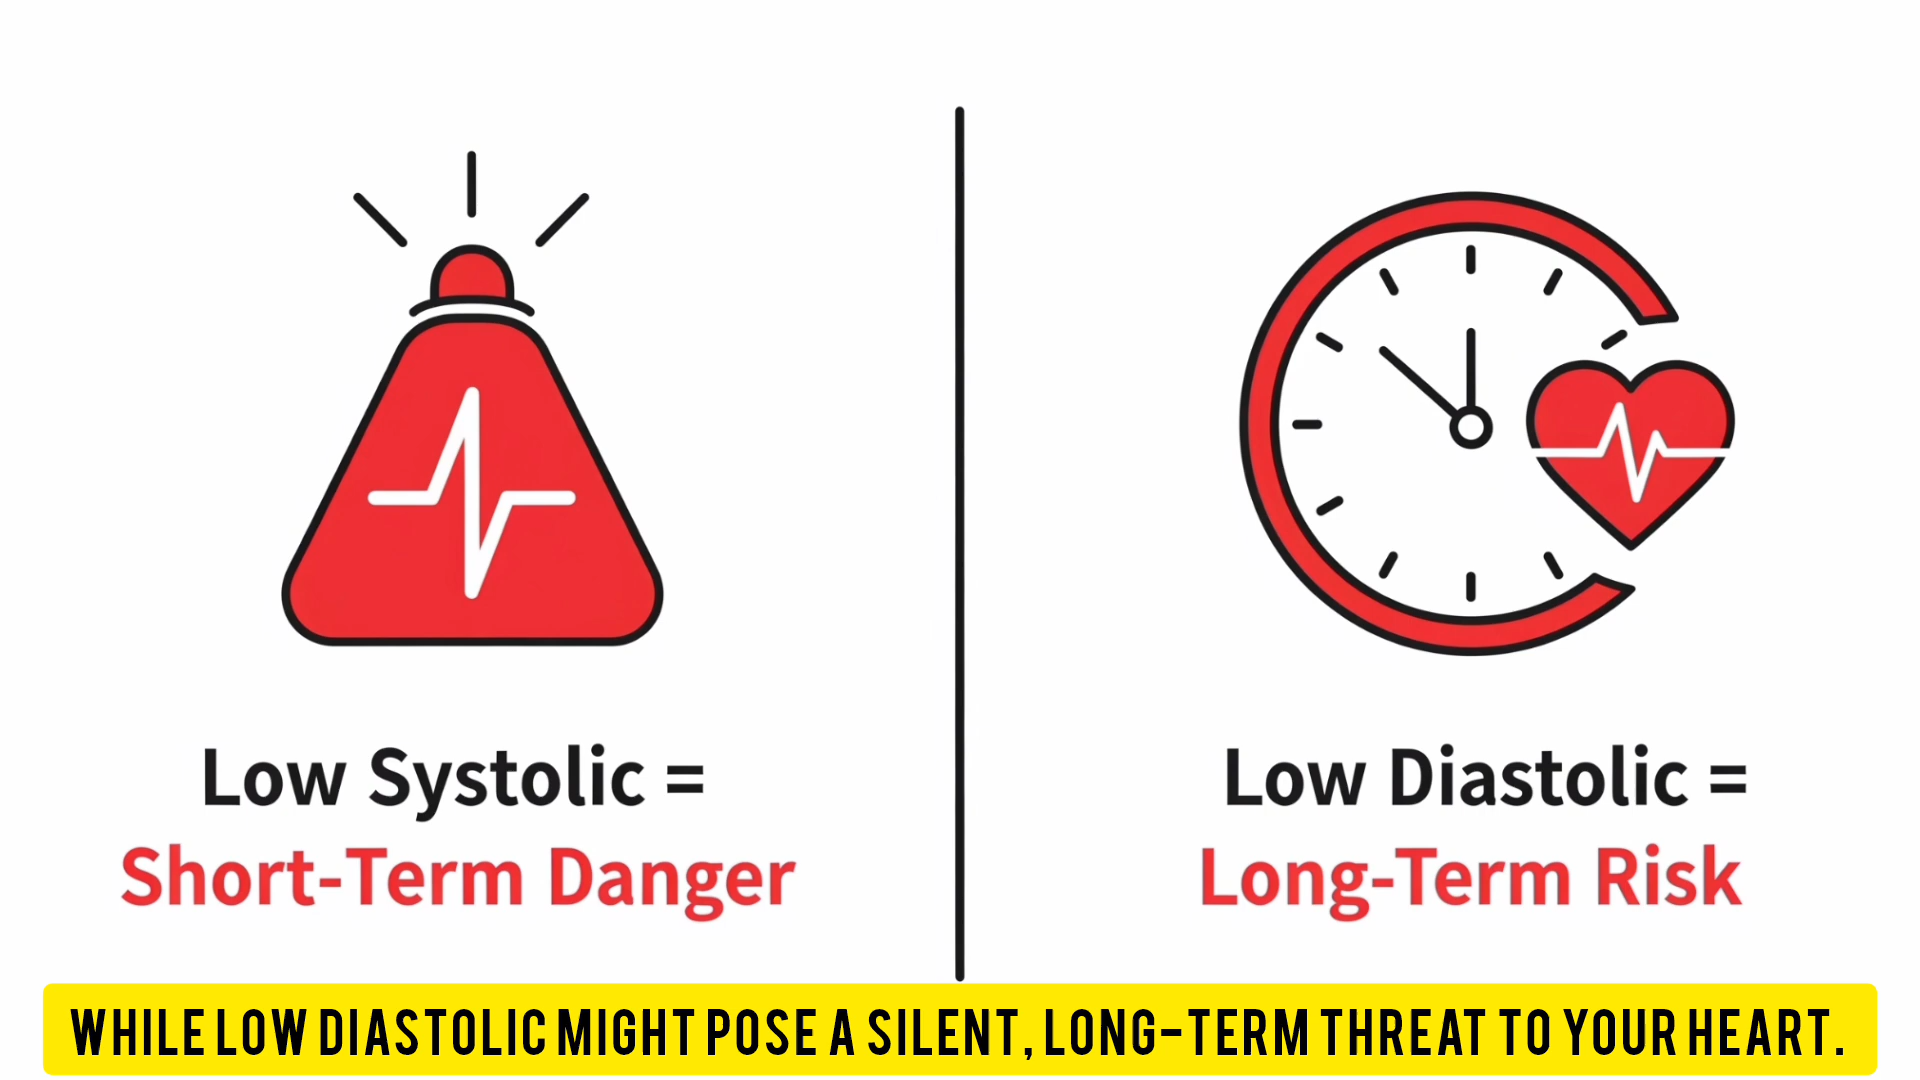 Low Systolic =
Short-Term Danger
Low Diastolic =
Long-Term Risk
WHILE LOW DIASTOLIC MIGHT POSE A SILENT, LONG-TERM THREAT TO YOUR HEART.